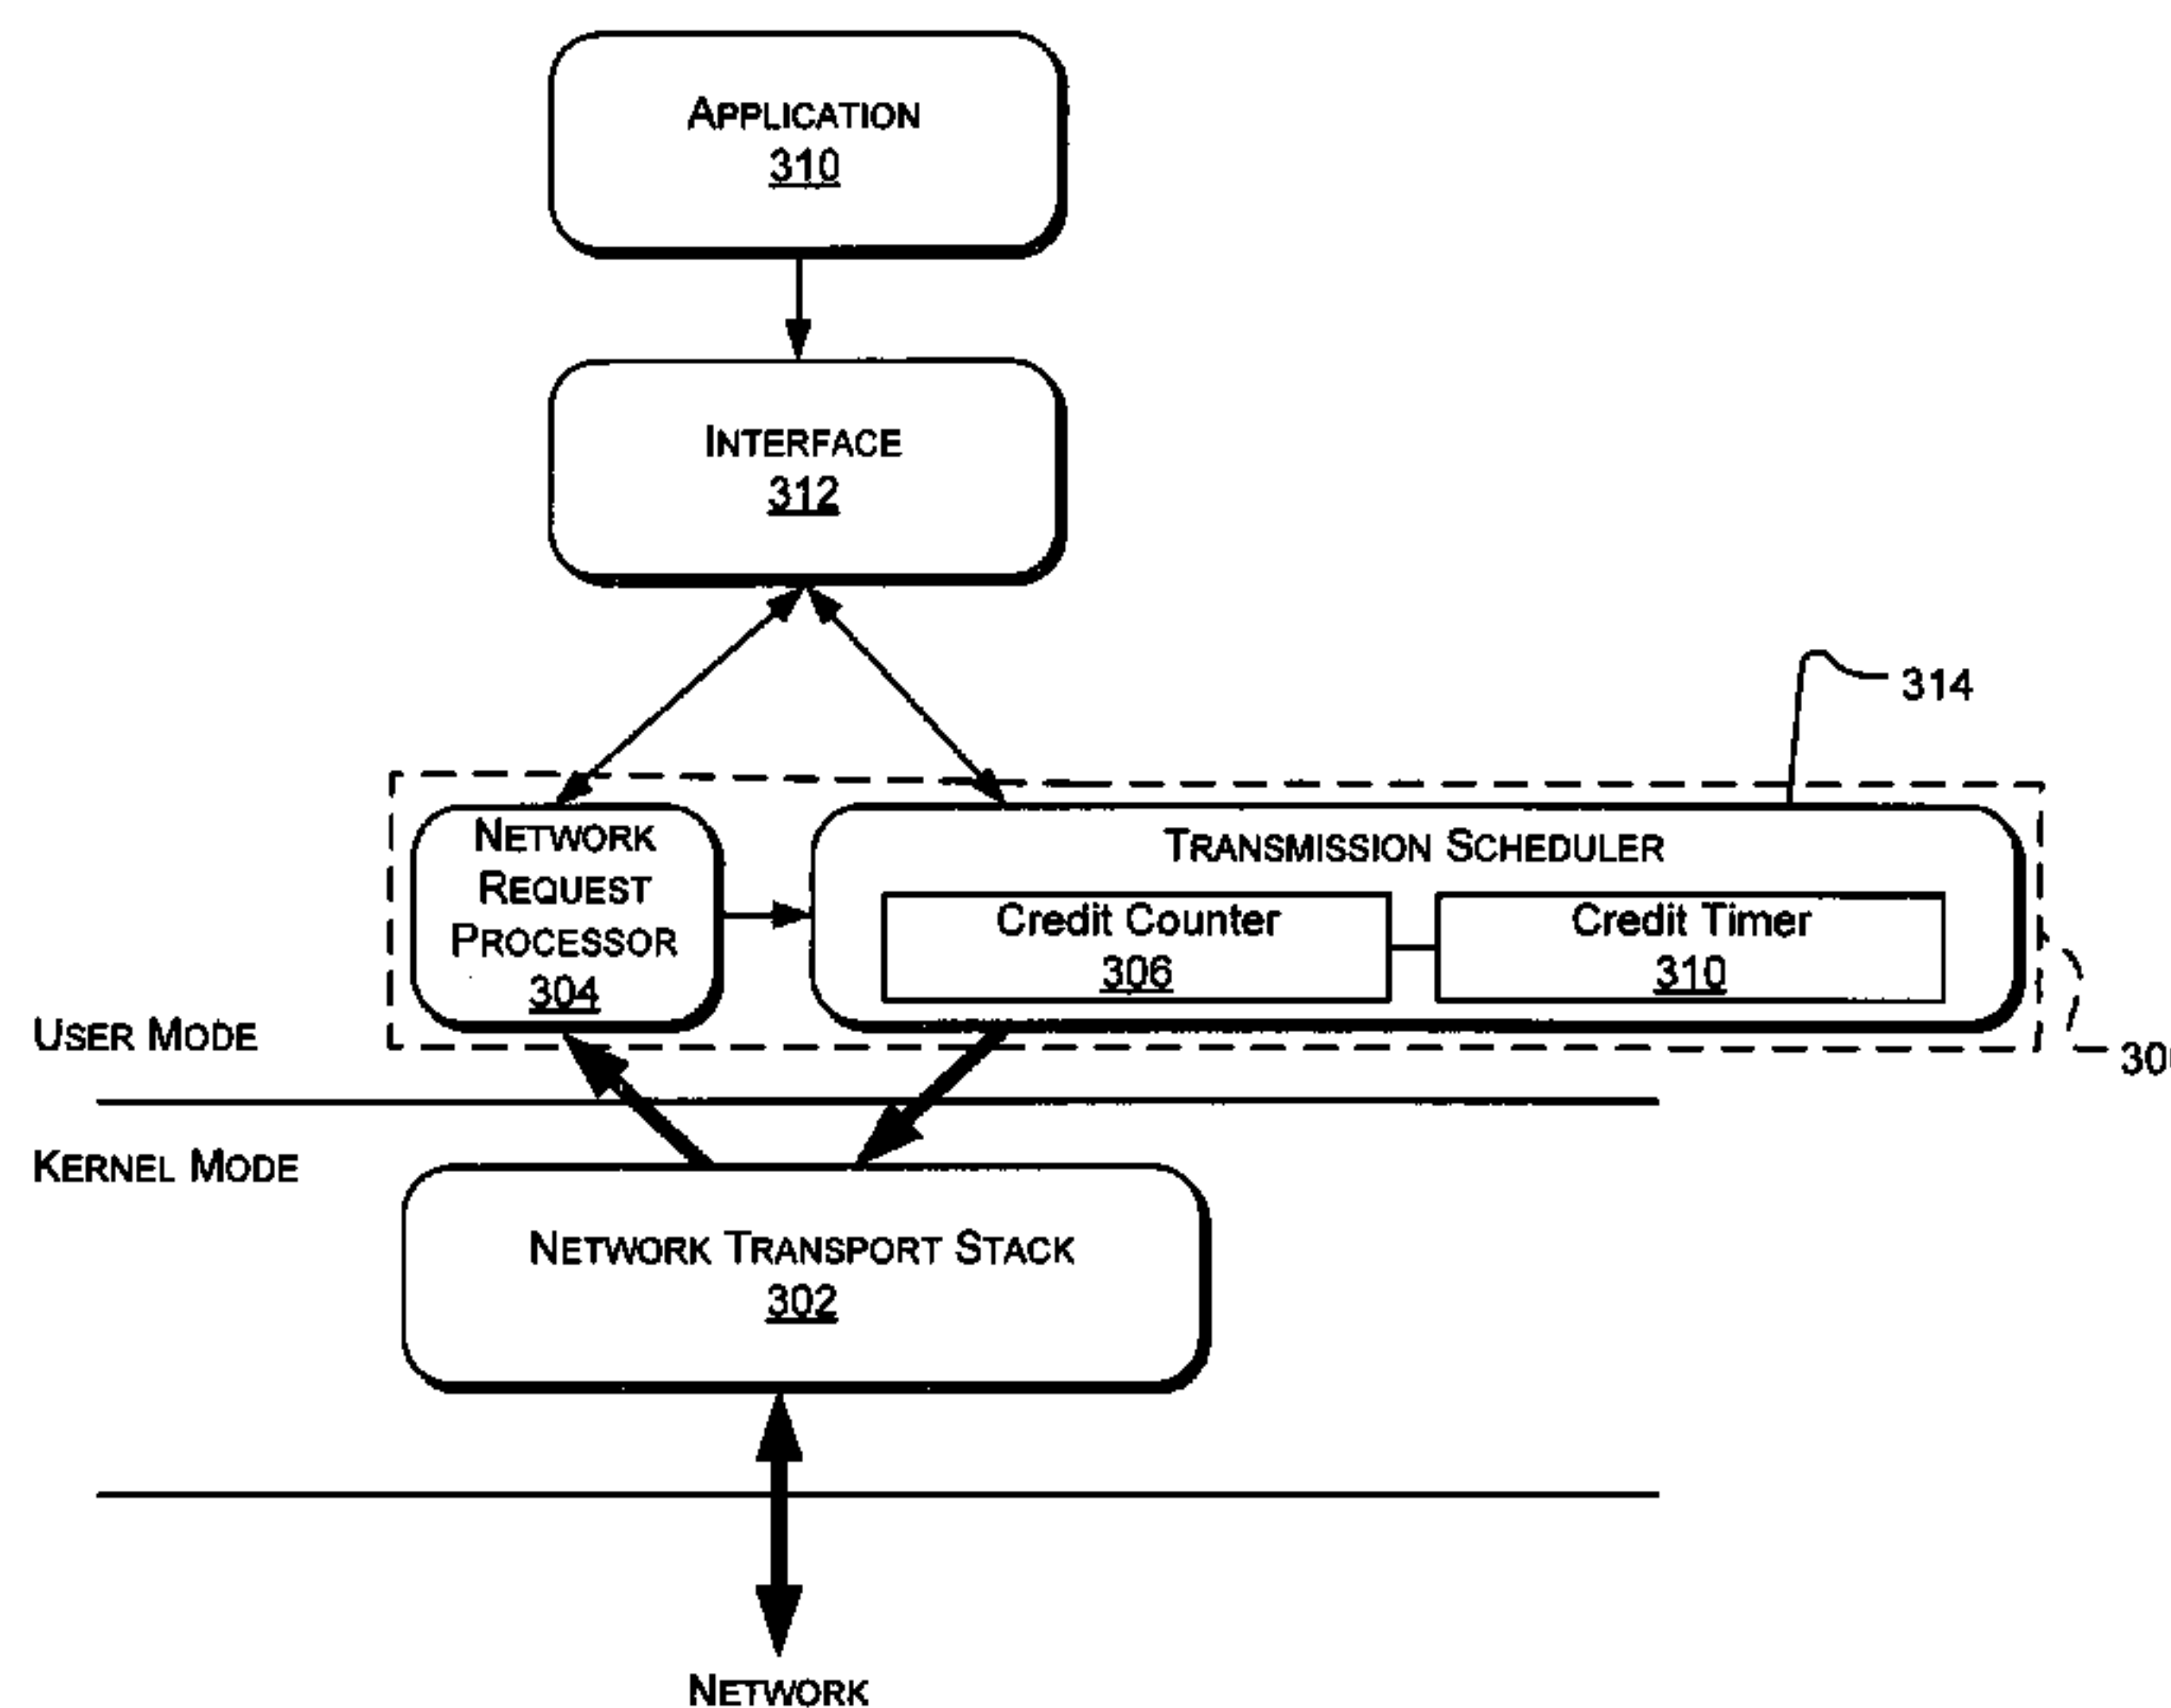 APPLICATION
310
INTERFACE
312
314
NETWORK
REQUEST
PROCESSOR
304
TRANSMISSION SCHEDULER
Credit Counter
306
Credit Timer
310
USER MODE
KERNEL MODE
NETWORK TRANSPORT STACK
302
NETWORK